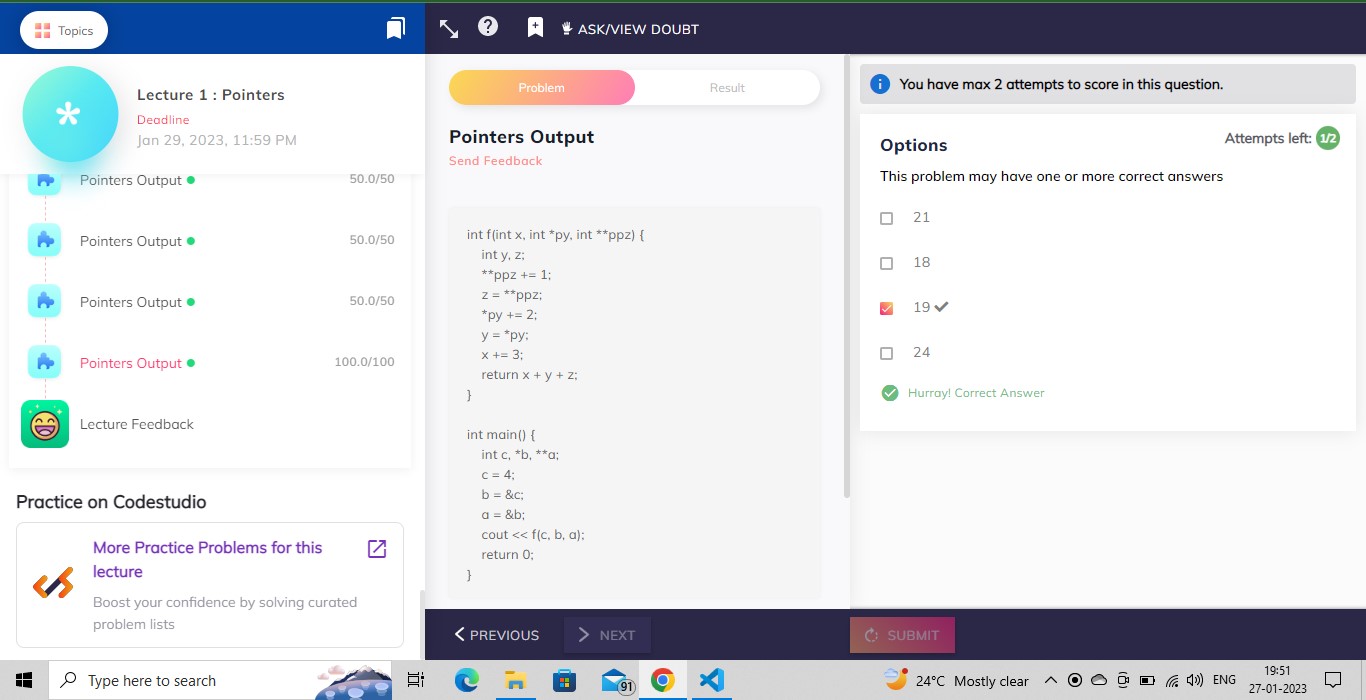 Topics
ASK/VIEW DOUBT
Lecture 1 : Pointers
Deadline
Jan 29, 2023, 11:59 PM
Pointers Output 50.0/50
Pointers Output 50.0/50
Pointers Output 50.0/50
Pointers Output 100.0/100
Lecture Feedback
Practice on Codestudio
More Practice Problems for this
lecture
Boost your confidence by solving curated
problem lists
Problem Result
Pointers Output
Send Feedback
int f(int x, int *py, int **ppz) {
int y, z;
**ppz += 1;
z = **ppz;
*py += 2;
y = *py;
x += 3;
return x + y + z;
}
int main() {
int c, *b, **a;
c = 4;
b = &c;
a = &b;
cout << f(c, b, a);
return 0;
}
PREVIOUS NEXT
You have max 2 attempts to score in this question.
Options
Attempts left: 1/2
This problem may have one or more correct answers
21
18
19
24
Hurray! Correct Answer
SUBMIT
Type here to search
91
24°C Mostly clear
ENG
19:51
27-01-2023